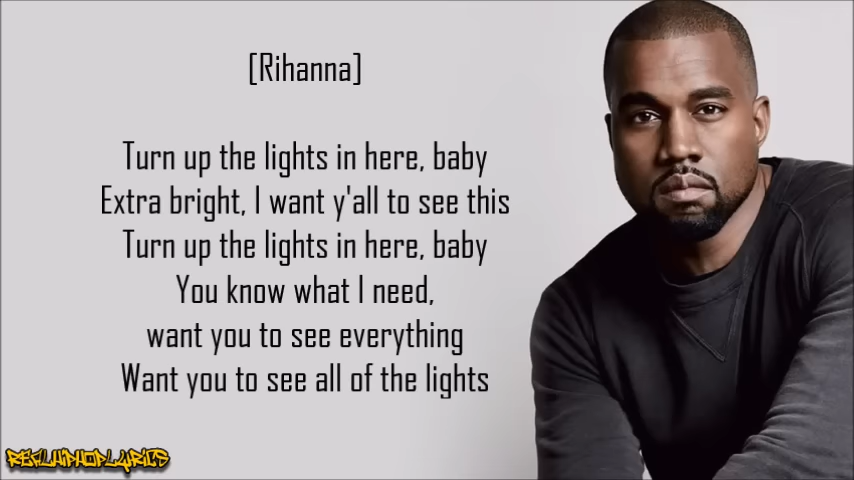 [Rihanna]
Turn up the lights in here, baby
Extra bright, I want y'all to see this
Turn up the lights in here, baby
You know what I need,
want you to see everything
Want you to see all of the lights
REALHIPHOPLYRICS